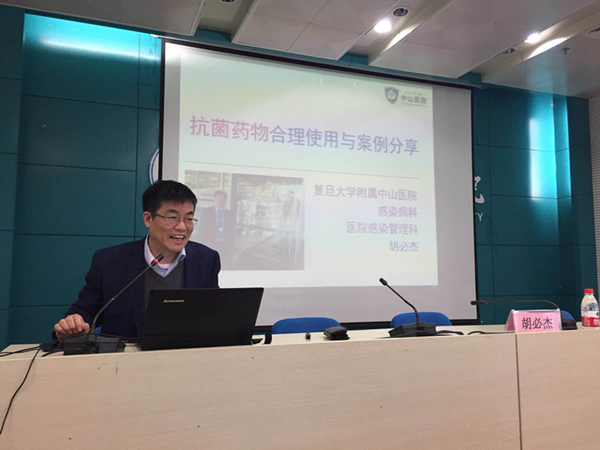 中山医院
抗菌药物合理使用与案例分享
复旦大学附属中山医院
感染病科
医院感染管理科
胡必杰
Lenovo
胡必杰